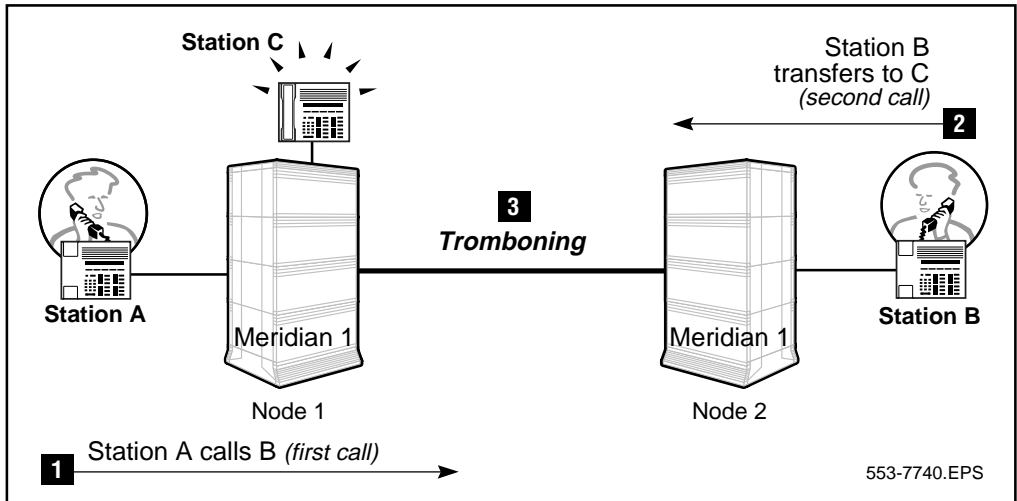 Station C
Station B
transfers to C
(second call)
2
3
Tromboning
Station A
Station B
Meridian 1
Meridian 1
Node 1
Node 2
1
Station A calls B (first call)
553-7740.EPS